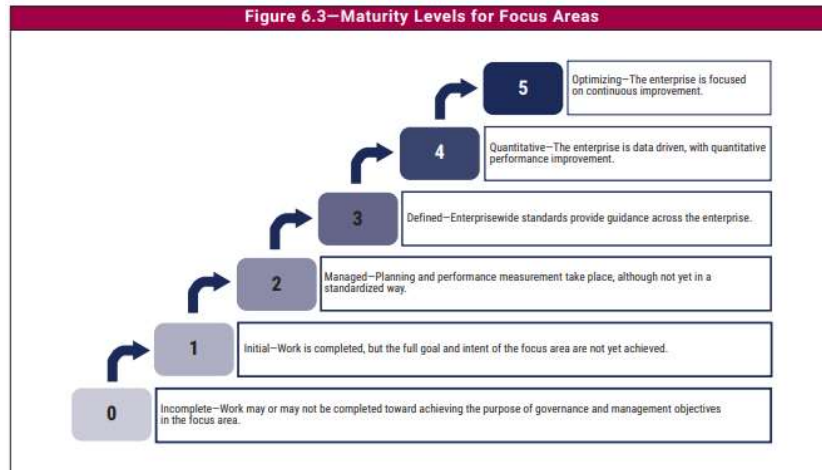 Figure 6.3—Maturity Levels for Focus Areas
5
Optimizing—The enterprise is focused
on continuous improvement.
4
Quantitative—The enterprise is data driven, with quantitative
performance improvement.
3
Defined—Enterprisewide standards provide guidance across the enterprise.
2
Managed—Planning and performance measurement take place, although not yet in a
standardized way.
1
Initial—Work is completed, but the full goal and intent of the focus area are not yet achieved.
0
Incomplete—Work may or may not be completed toward achieving the purpose of governance and management objectives
in the focus area.